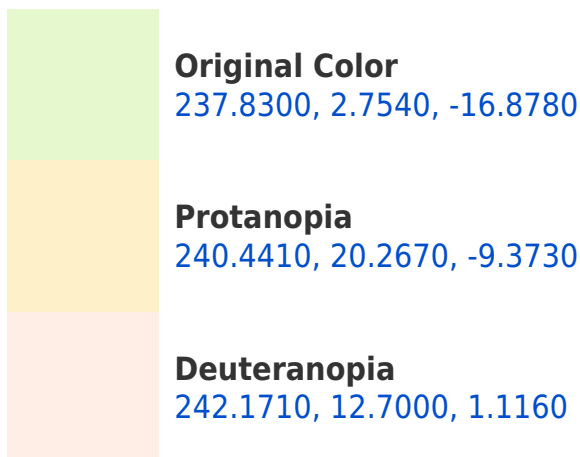 Original Color
237.8300, 2.7540, -16.8780
Protanopia
240.4410, 20.2670, -9.3730
Deuteranopia
242.1710, 12.7000, 1.1160